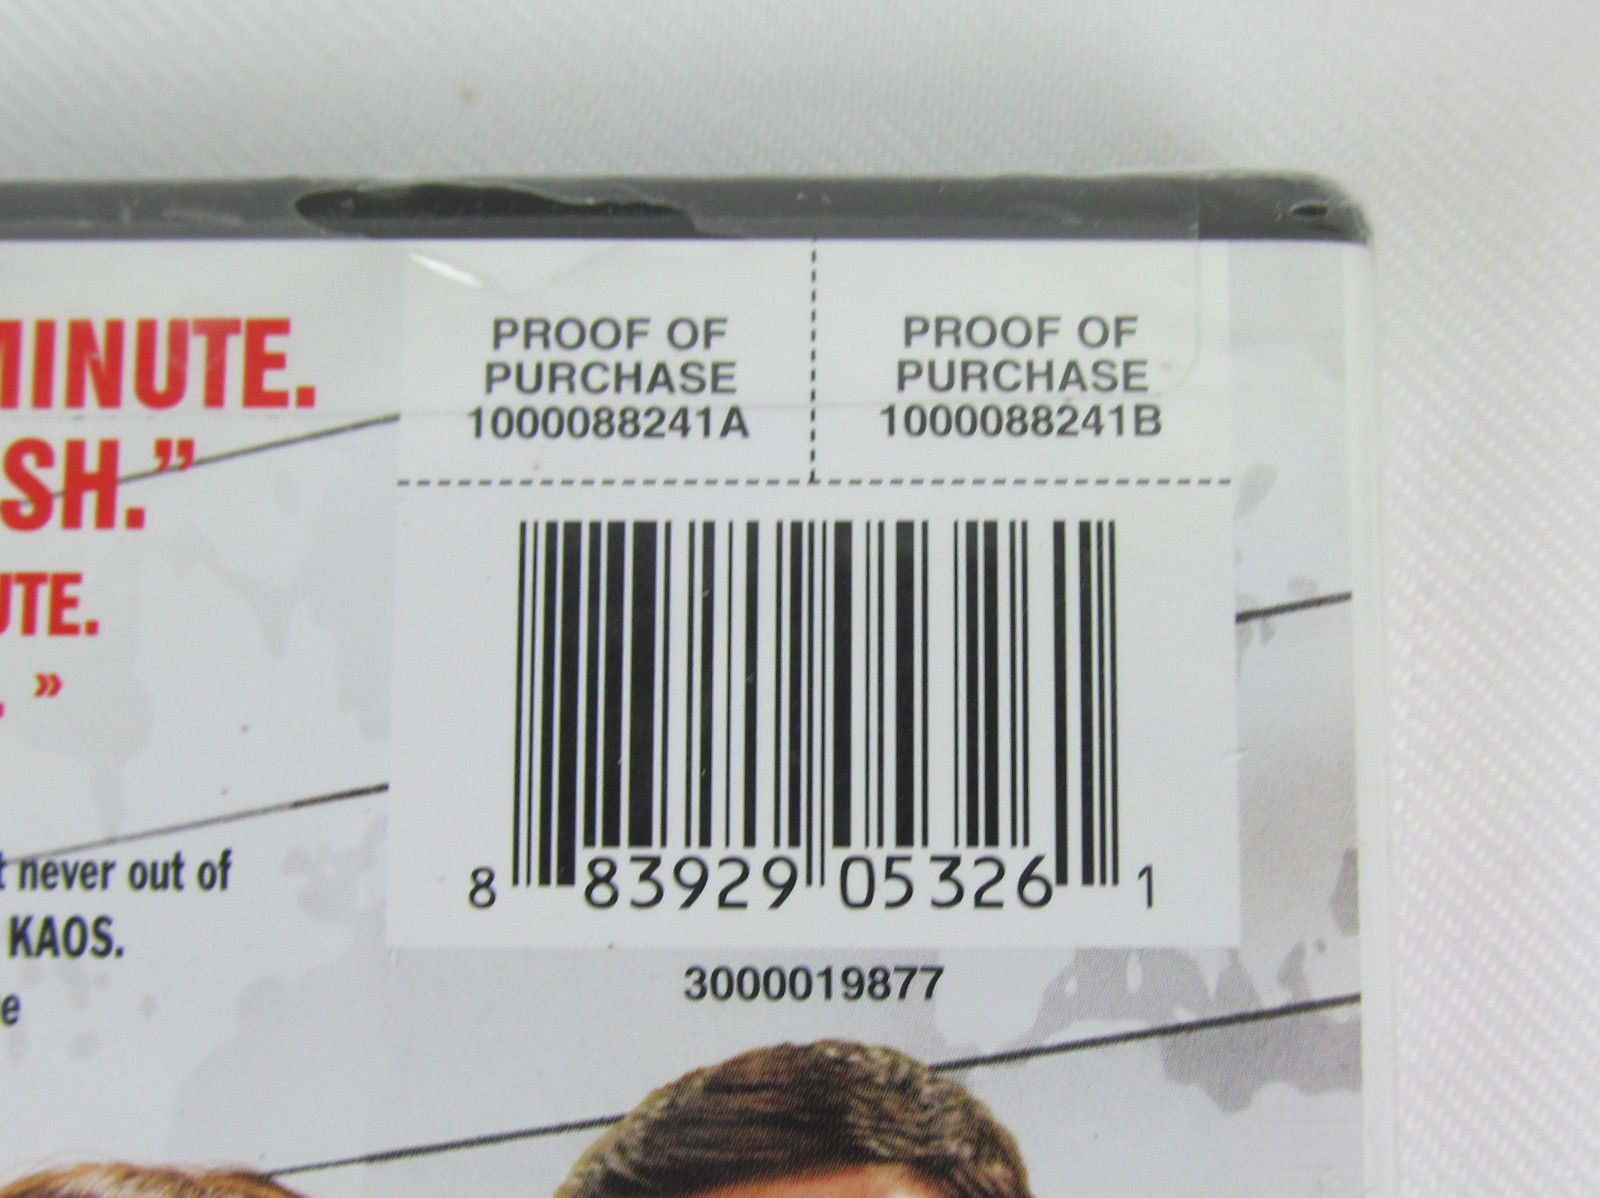 MINUTE.
SH.”
UTE.
. »
never out of
KAOS.
e
PROOF OF
PURCHASE
1000088241A
PROOF OF
PURCHASE
1000088241B
8 83929 05326 1
3000019877